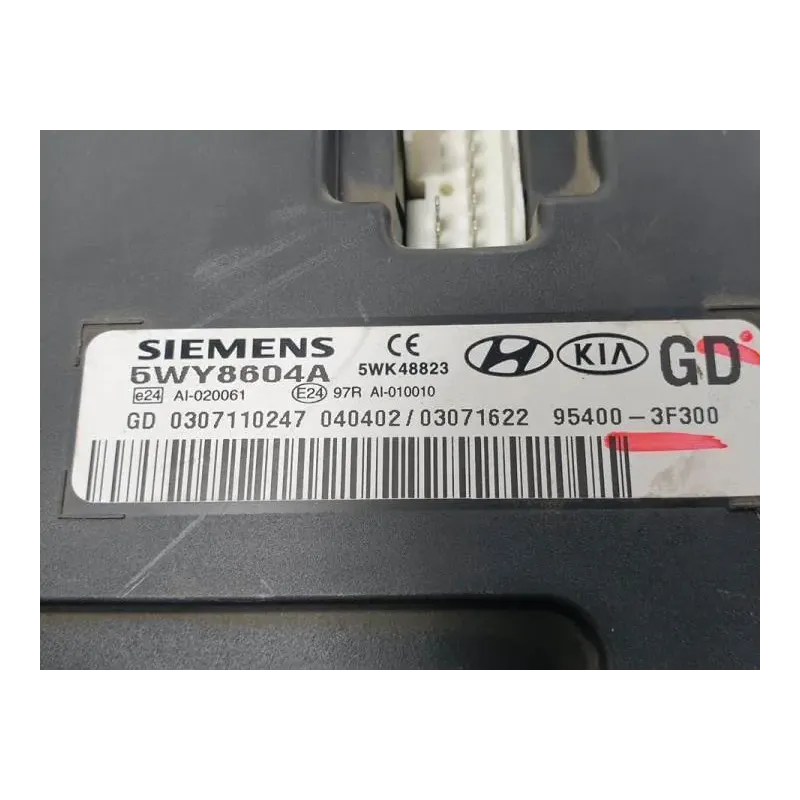 SIEMENS CE KIA GD
5WY8604A 5WK48823
e24 AI-020061 E24 97R AI-010010
GD 0307110247 040402/03071622 95400-3F300